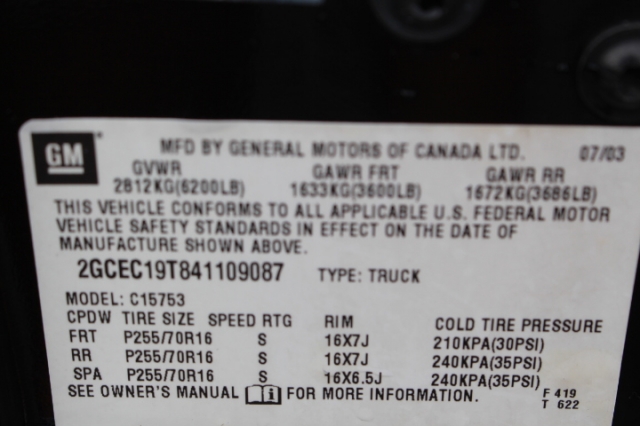 GM
MFD BY GENERAL MOTORS OF CANADA LTD. 07/03
GVWR GAWR FRT GAWR RR
2812KG(6200LB) 1633KG(3600LB) 1672KG(3686LB)
THIS VEHICLE CONFORMS TO ALL APPLICABLE U.S. FEDERAL MOTOR
VEHICLE SAFETY STANDARDS IN EFFECT ON THE DATE OF
MANUFACTURE SHOWN ABOVE.
2GCEC19T841109087 TYPE: TRUCK
MODEL: C15753
CPDW TIRE SIZE SPEED RTG RIM COLD TIRE PRESSURE
FRT P255/70R16 S 16X7J 210KPA(30PSI)
RR P255/70R16 S 16X7J 240KPA(35PSI)
SPA P255/70R16 S 16X6.5J 240KPA(35PSI)
SEE OWNER'S MANUAL FOR MORE INFORMATION. F 419
T 622